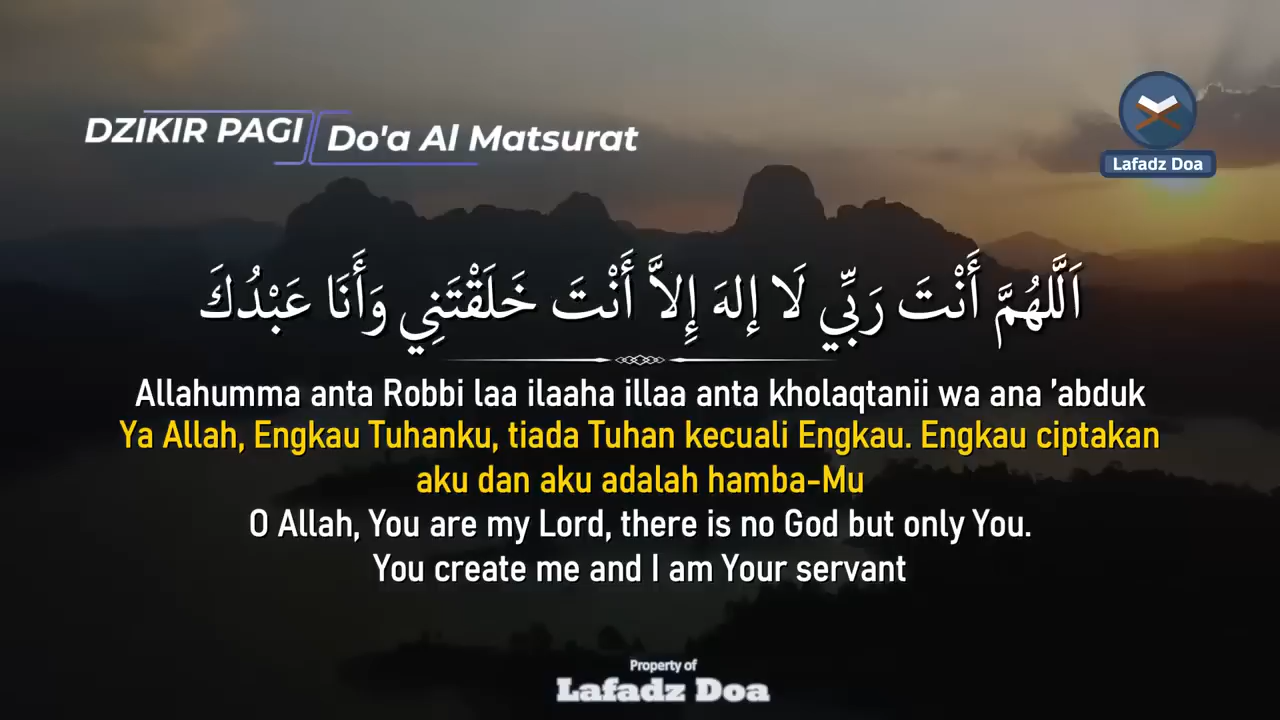 DZIKIR PAGI
Do'a Al Matsurat
Lafadz Doa
اَللَّهُمَّ أَنْتَ رَبِّي لَا إِلهَ إِلاَّ أَنْتَ خَلَقْتَنِي وَأَنَا عَبْدُكَ
Allahumma anta Robbi laa ilaaha illaa anta kholaqtanii wa ana 'abduk
Ya Allah, Engkau Tuhanku, tiada Tuhan kecuali Engkau. Engkau ciptakan
aku dan aku adalah hamba-Mu
O Allah, You are my Lord, there is no God but only You.
You create me and I am Your servant
Property of
Lafadz Doa